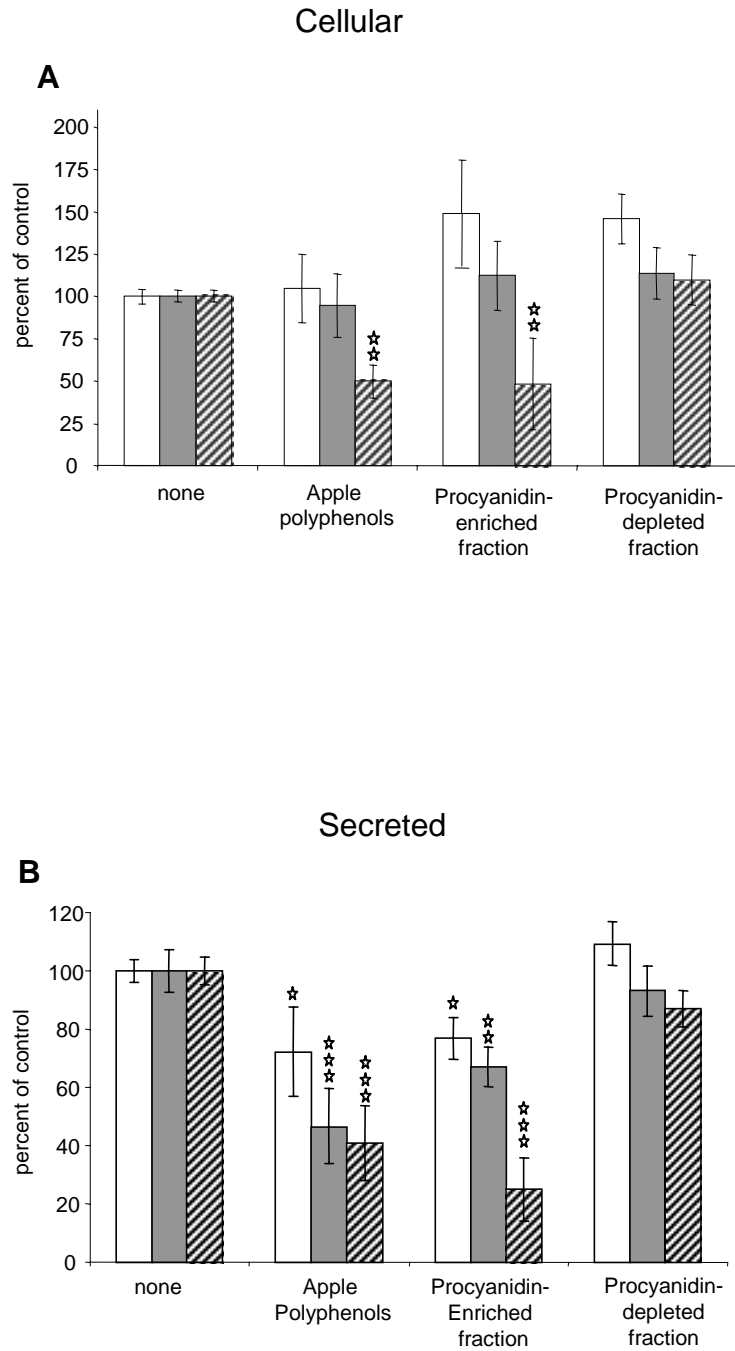 Cellular
A
percent of control
200
175
150
125
100
75
50
25
0
none
Apple
polyphenols
Procyanidin-
enriched
fraction
Procyanidin-
depleted
fraction
Secreted
B
percent of control
120
100
80
60
40
20
0
none
Apple
Polyphenols
Procyanidin-
Enriched
fraction
Procyanidin-
depleted
fraction